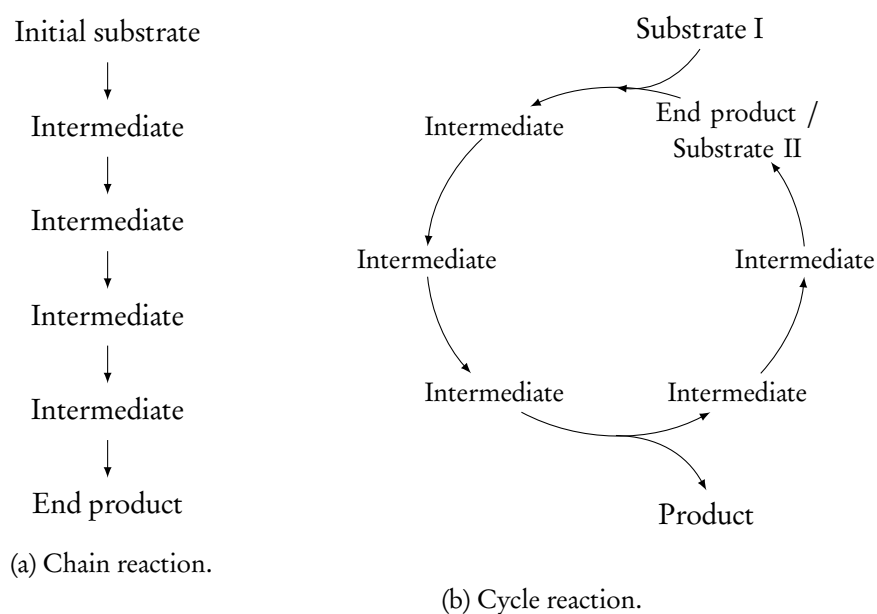 Initial substrate
Intermediate
Intermediate
Intermediate
Intermediate
End product
(a) Chain reaction.
Substrate I
End product /
Substrate II
Intermediate
Intermediate
Intermediate
Intermediate
Intermediate
Product
(b) Cycle reaction.